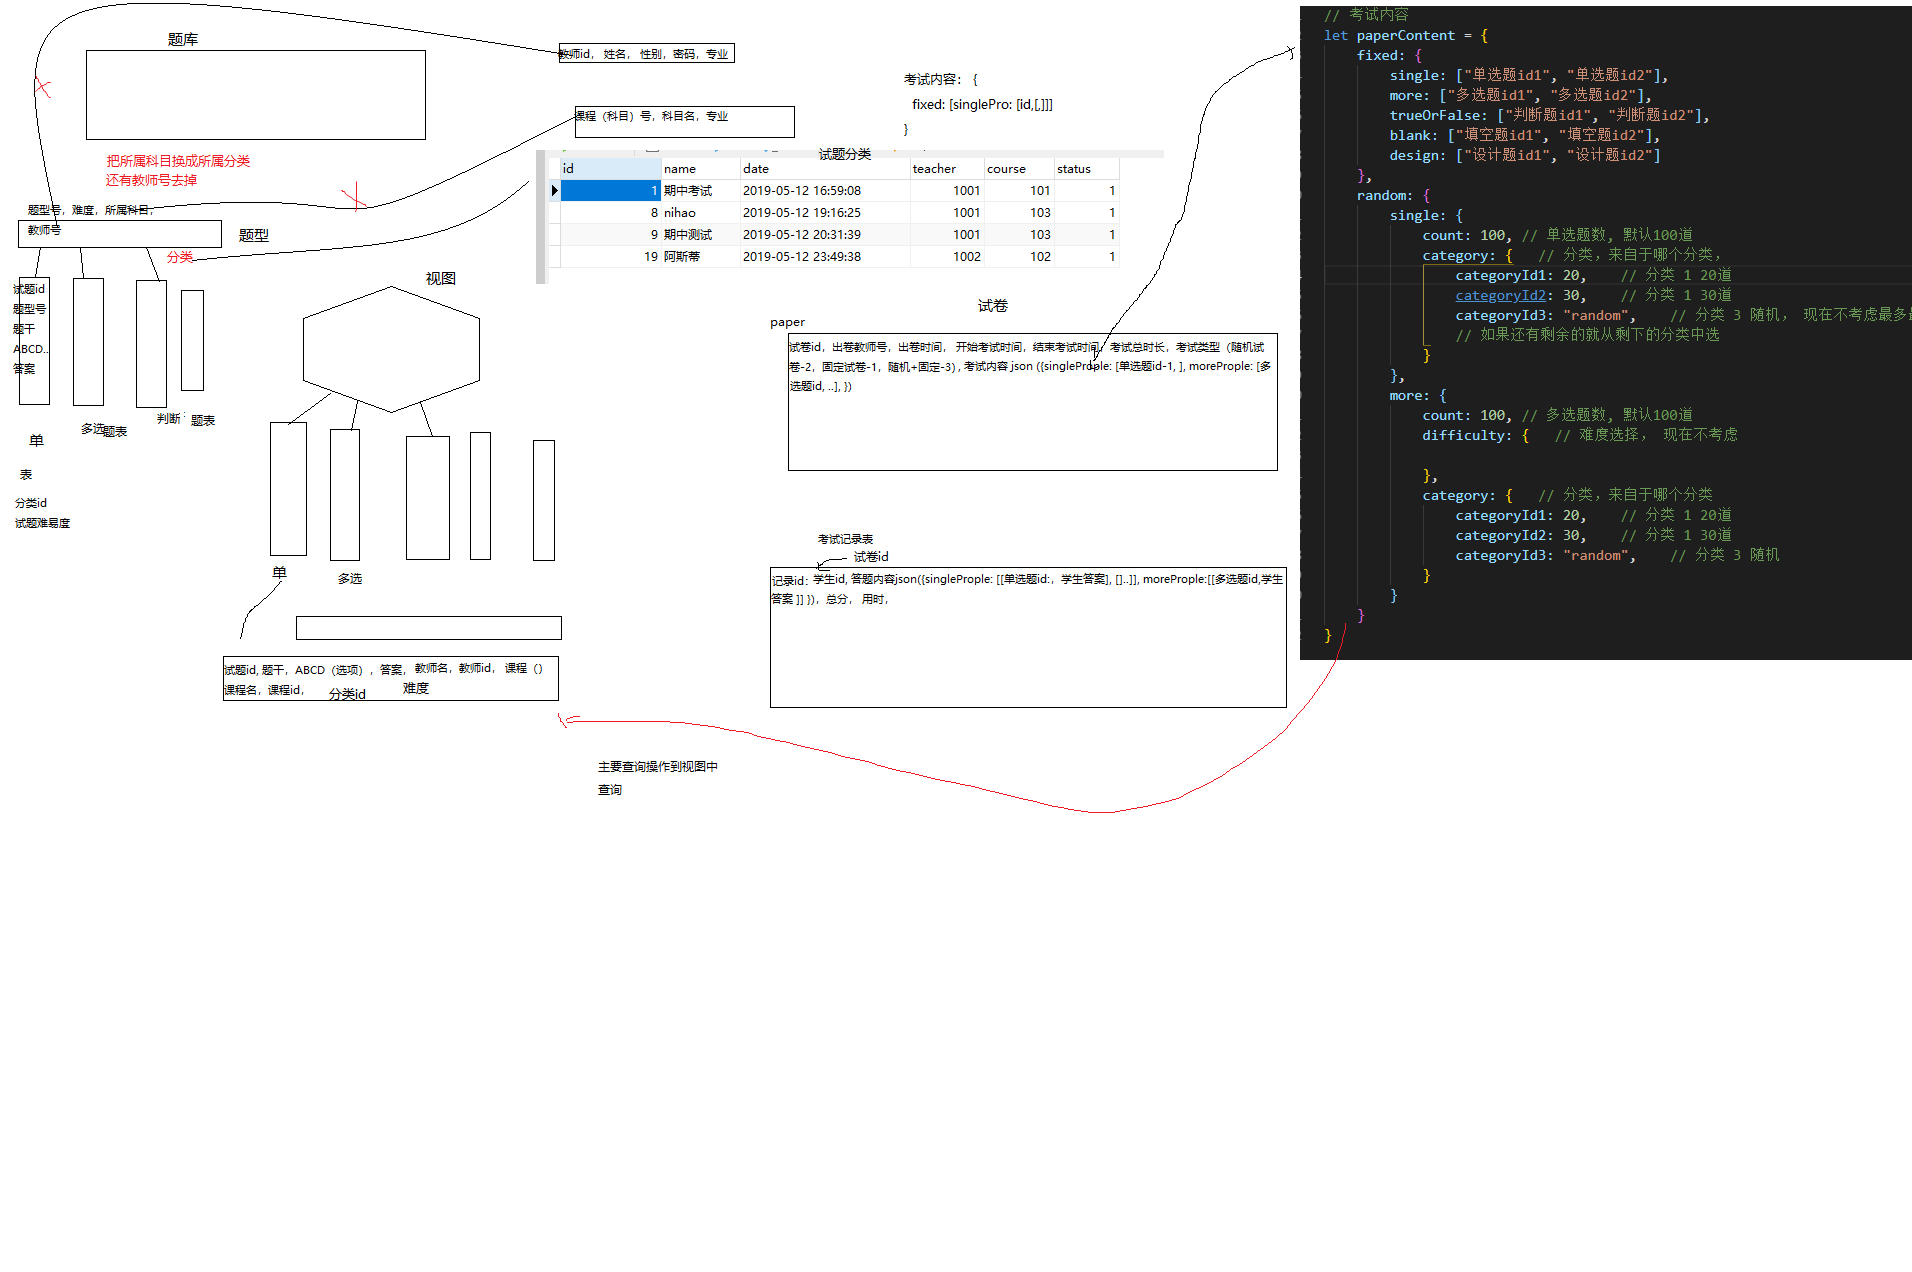 题库
教师id， 姓名， 性别，密码，专业
考试内容： {
fixed: [singlePro: [id,[,]]]
}
课程（科目）号，科目名，专业
把所属科目换成所属分类
还有教师号去掉
试题分类
id name date teacher course status
1 期中考试 2019-05-12 16:59:08 1001 101 1
8 nihao 2019-05-12 19:16:25 1001 103 1
9 期中测试 2019-05-12 20:31:39 1001 103 1
19 阿斯蒂 2019-05-12 23:49:38 1002 102 1
题型号，难度，所属科目，
教师号
题型
分类
试题id
题型号
题干
ABCD..
答案
单
表
分类id
试题难易度
多选题表
判断
题表
视图
单
多选
试题id, 题干，ABCD（选项）, 答案， 教师名，教师id， 课程（）
课程名，课程id， 分类id 难度
主要查询操作到视图中
查询
试卷
paper
试卷id，出卷教师号，出卷时间， 开始考试时间，结束考试时间，考试总时长，考试类型（随机试
卷-2，固定试卷-1，随机+固定-3）, 考试内容 json ({singleProple: [单选题id-1, ], moreProple: [多
选题id, ..], })
考试记录表
试卷id
记录id：学生id, 答题内容json({singleProple: [[单选题id:，学生答案], []..]], moreProple:[[多选题id,学生
答案 ]] })，总分， 用时，
// 考试内容
let paperContent = {
fixed: {
single: ["单选题id1", "单选题id2"],
more: ["多选题id1", "多选题id2"],
trueOrFalse: ["判断题id1", "判断题id2"],
blank: ["填空题id1", "填空题id2"],
design: ["设计题id1", "设计题id2"]
},
random: {
single: {
count: 100, // 单选题数, 默认100道
category: { // 分类，来自于哪个分类，
categoryId1: 20, // 分类 1 20道
categoryId2: 30, // 分类 1 30道
categoryId3: "random", // 分类 3 随机， 现在不考虑最多
// 如果还有剩余的就从剩下的分类中选
}
},
more: {
count: 100, // 多选题数, 默认100道
difficulty: { // 难度选择， 现在不考虑
},
category: { // 分类，来自于哪个分类
categoryId1: 20, // 分类 1 20道
categoryId2: 30, // 分类 1 30道
categoryId3: "random", // 分类 3 随机
}
}
}
}